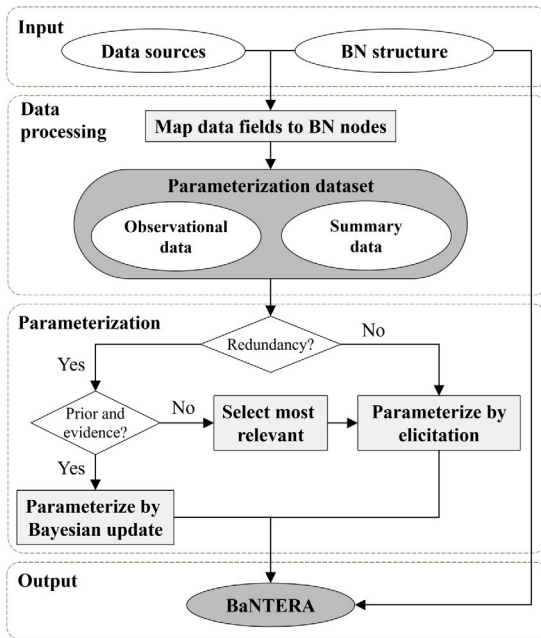 Input
Data sources
BN structure
Data
processing
Map data fields to BN nodes
Parameterization dataset
Observational
data
Summary
data
Parameterization
Redundancy?
No
Yes
Prior and
evidence?
No
Select most
relevant
Parameterize by
elicitation
Yes
Parameterize by
Bayesian update
Output
BaNTERA